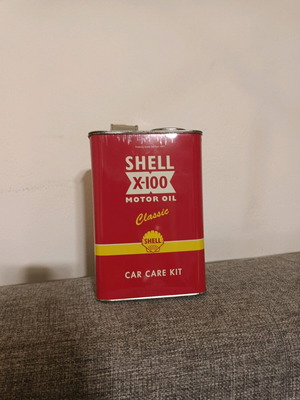 SHELL
X-100
MOTOR OIL
Classic
SHELL
CAR CARE KIT